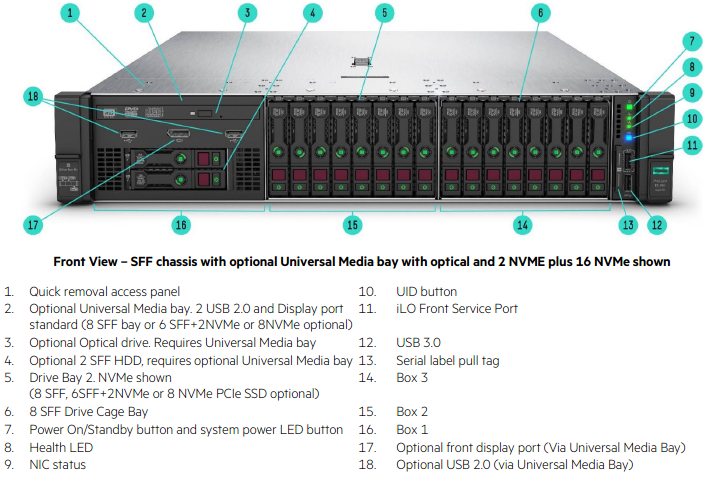 1 2 3 4 5 6 7
8
9
10
11
18
17 16 15 14 13 12
Front View – SFF chassis with optional Universal Media bay with optical and 2 NVME plus 16 NVMe shown
1. Quick removal access panel
2. Optional Universal Media bay. 2 USB 2.0 and Display port
standard (8 SFF bay or 6 SFF+2NVMe or 8NVMe optional)
3. Optional Optical drive. Requires Universal Media bay
4. Optional 2 SFF HDD, requires optional Universal Media bay
5. Drive Bay 2. NVMe shown
(8 SFF, 6SFF+2NVMe or 8 NVMe PCIe SSD optional)
6. 8 SFF Drive Cage Bay
7. Power On/Standby button and system power LED button
8. Health LED
9. NIC status
10. UID button
11. iLO Front Service Port
12. USB 3.0
13. Serial label pull tag
14. Box 3
15. Box 2
16. Box 1
17. Optional front display port (Via Universal Media Bay)
18. Optional USB 2.0 (via Universal Media Bay)